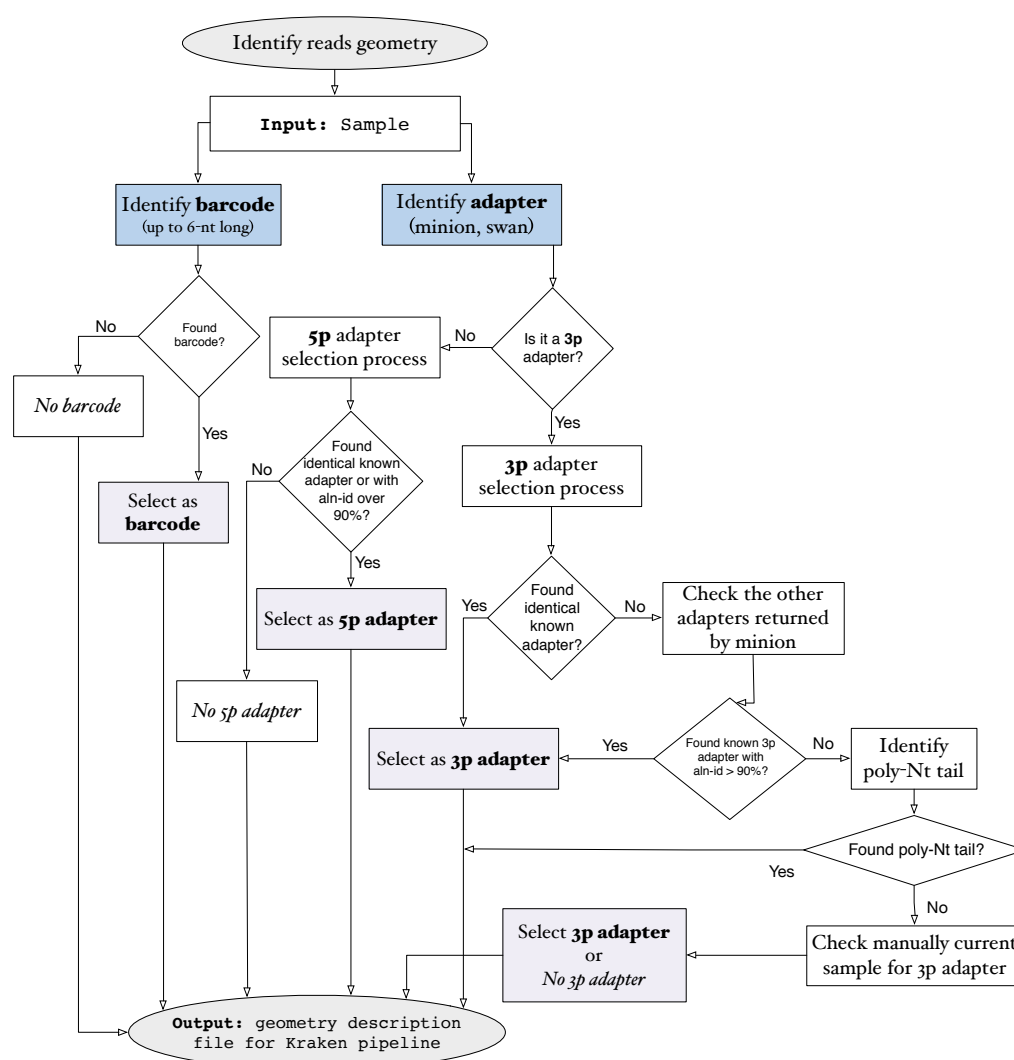 Identify reads geometry
Input: Sample
Identify barcode
(up to 6-nt long)
Identify adapter
(minion, swan)
Found
barcode?
No
Yes
No barcode
Select as
barcode
Is it a 3p
adapter?
No
Yes
5p adapter
selection process
Found
identical known
adapter or with
aln-id over
90%?
No
Yes
Select as 5p adapter
No 5p adapter
3p adapter
selection process
Found
identical
known
adapter?
Yes
No
Check the other
adapters returned
by minion
Found known 3p
adapter with
aln-id > 90%?
Yes
No
Select as 3p adapter
Identify
poly-Nt tail
Found poly-Nt tail?
Yes
No
Check manually current
sample for 3p adapter
Select 3p adapter
or
No 3p adapter
Output: geometry description
file for Kraken pipeline